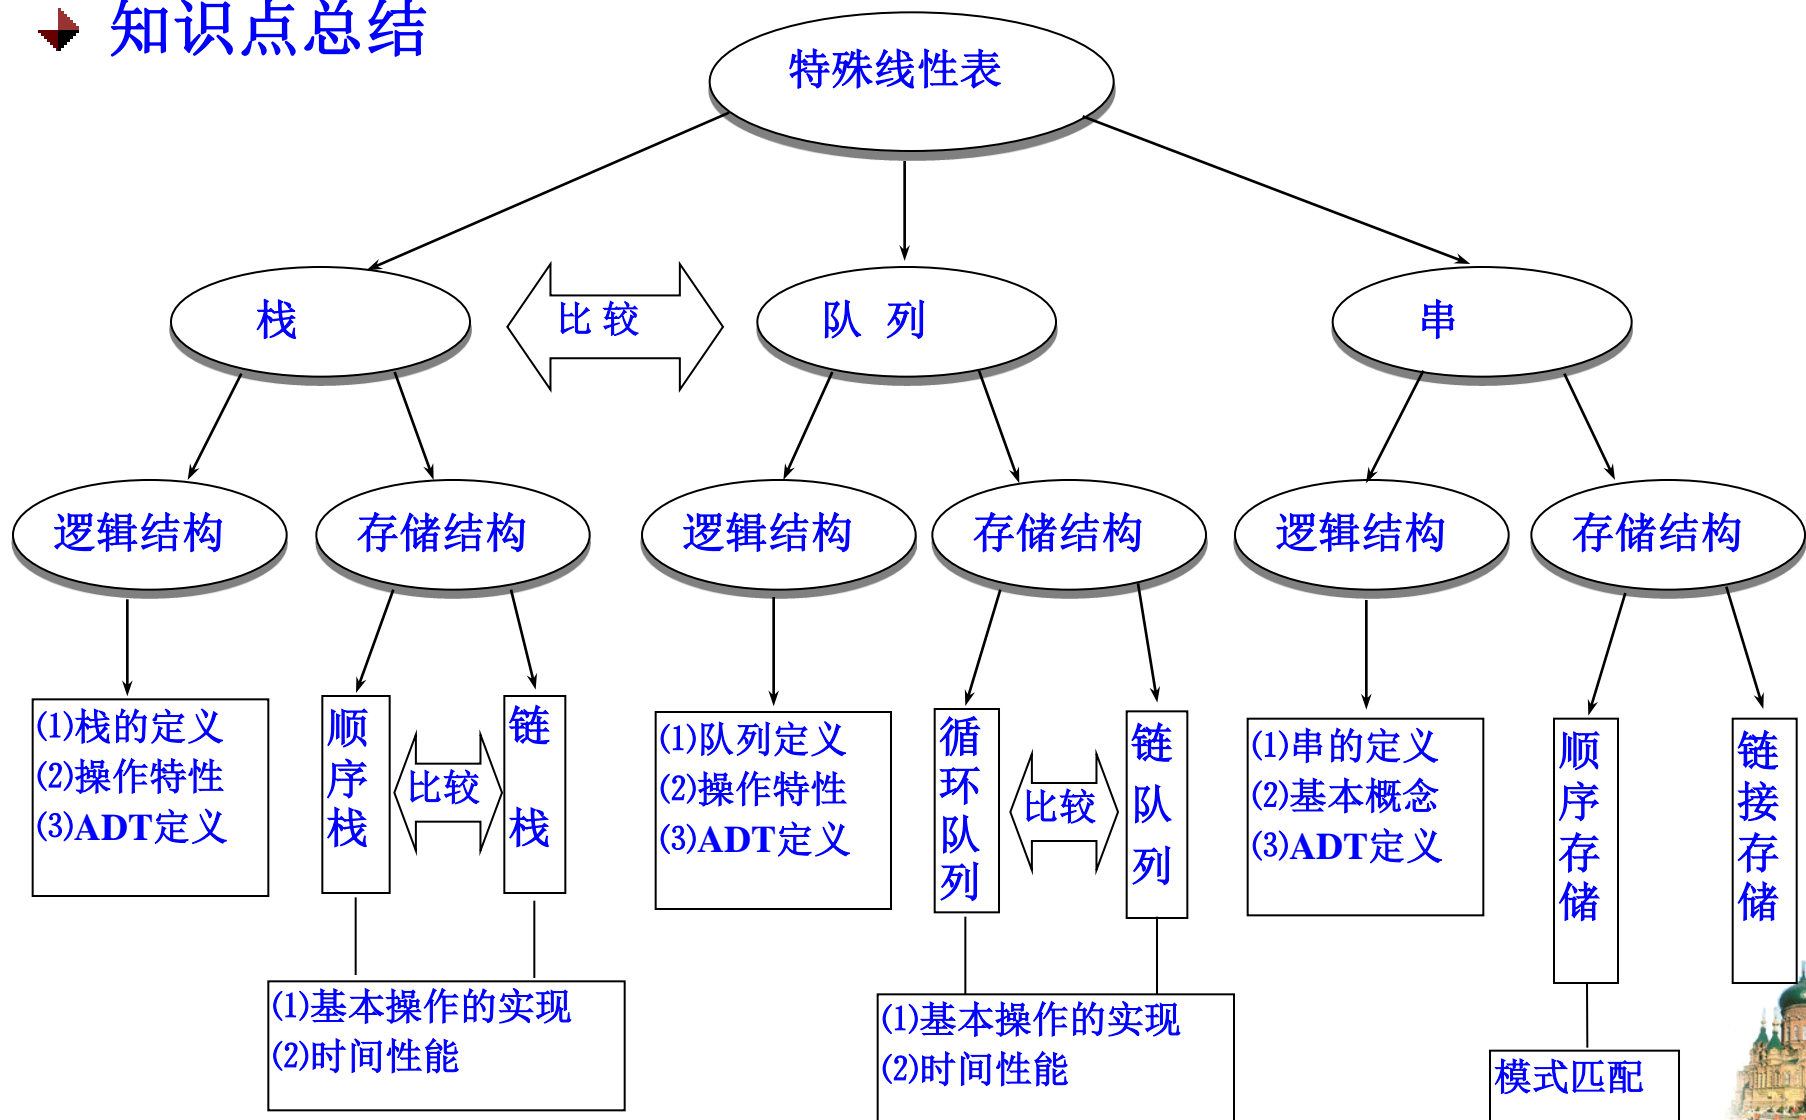 知识点总结
特殊线性表
栈
比 较
队 列
串
逻辑结构
存储结构
逻辑结构
存储结构
逻辑结构
存储结构
⑴栈的定义
⑵操作特性
⑶ADT定义
顺序栈
比较
链栈
⑴队列定义
⑵操作特性
⑶ADT定义
循环队列
比较
链队列
⑴串的定义
⑵基本概念
⑶ADT定义
顺序存储
链接存储
⑴基本操作的实现
⑵时间性能
⑴基本操作的实现
⑵时间性能
模式匹配